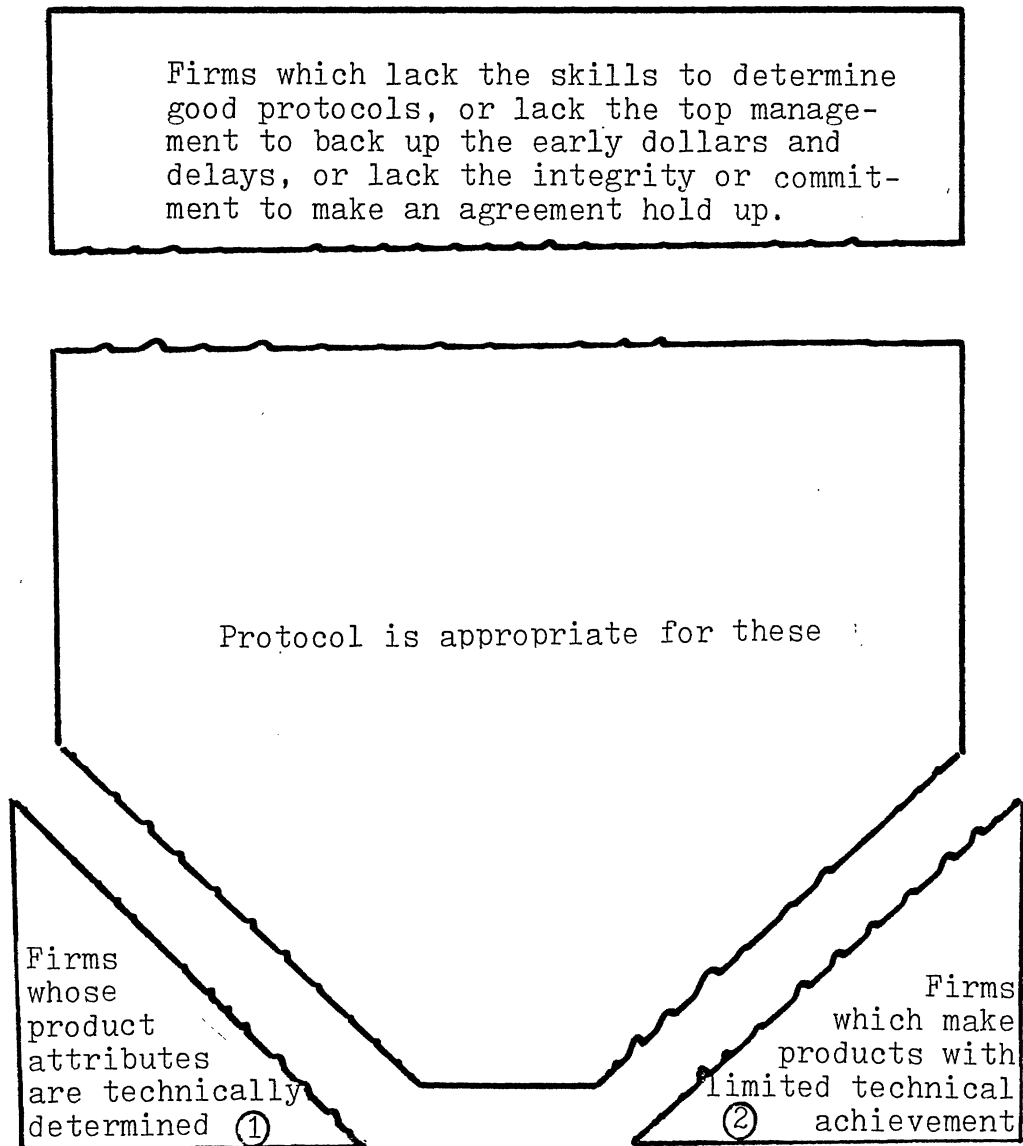 Firms which lack the skills to determine
good protocols, or lack the top manage-
ment to back up the early dollars and
delays, or lack the integrity or commit-
ment to make an agreement hold up.
Protocol is appropriate for these
Firms
whose
product
attributes
are technically
determined ①
Firms
which make
products with
limited technical
② achievement